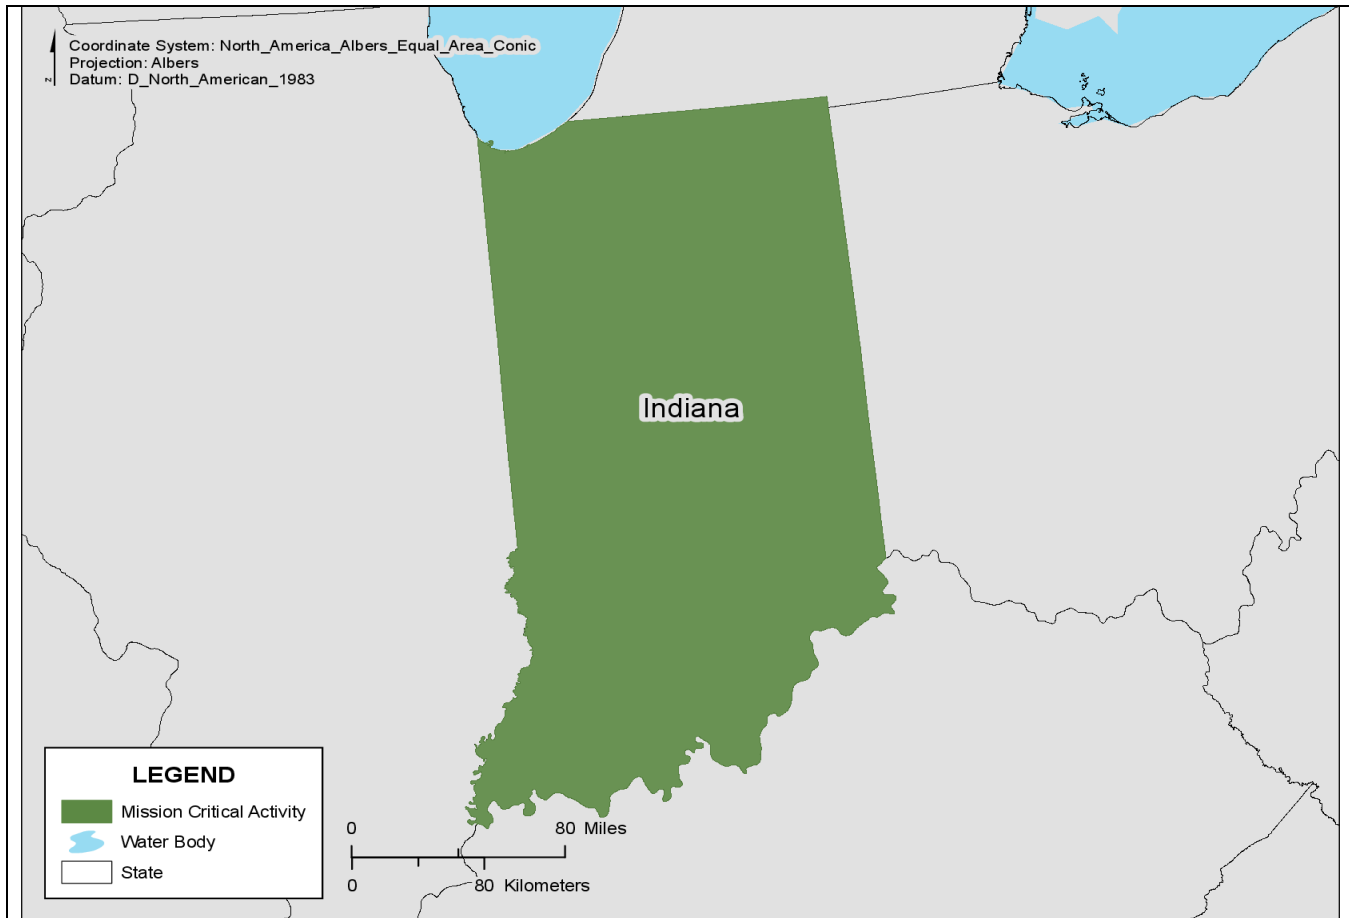 Coordinate System: North_America_Albers_Equal_Area_Conic
Projection: Albers
Datum: D_North_American_1983
z
Indiana
LEGEND
Mission Critical Activity
Water Body
State
0 80 Miles
0 80 Kilometers